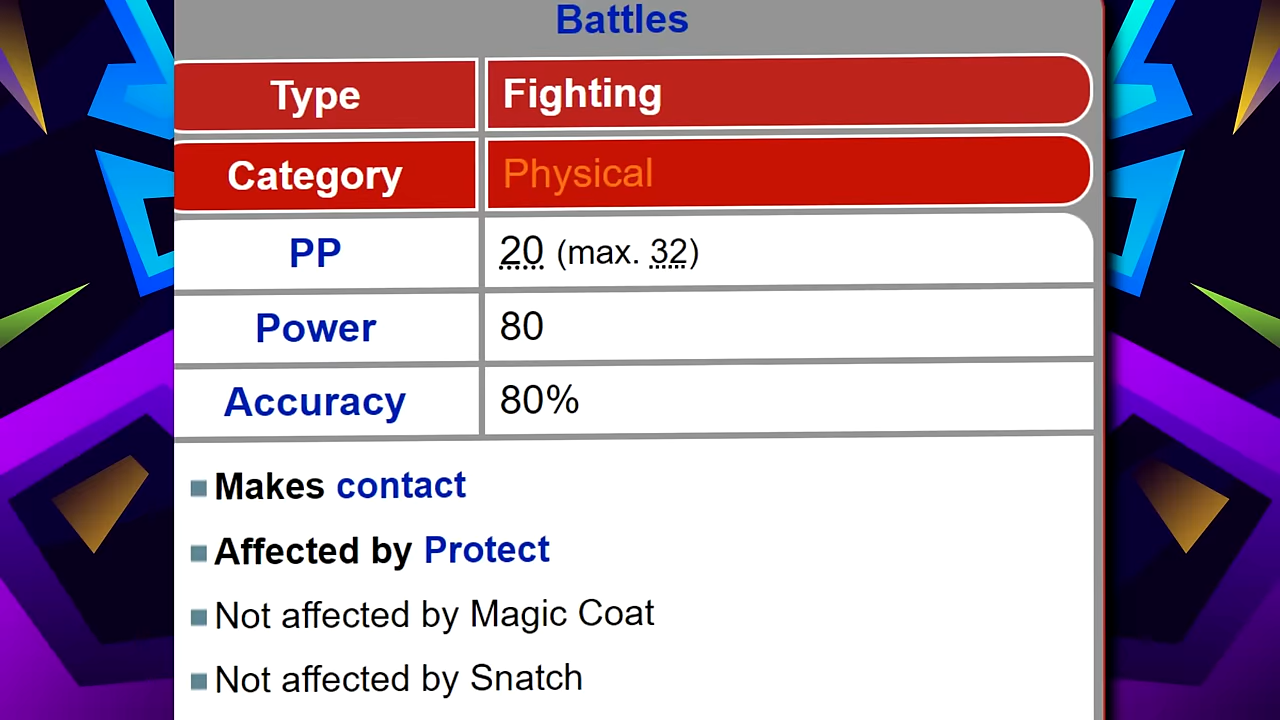 Battles
Type Fighting
Category Physical
PP 20 (max. 32)
Power 80
Accuracy 80%
Makes contact
Affected by Protect
Not affected by Magic Coat
Not affected by Snatch